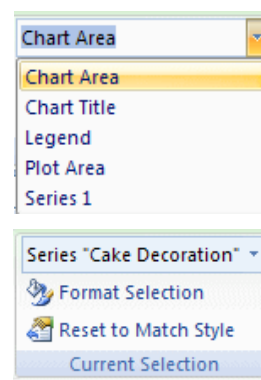 Chart Area
Chart Area
Chart Title
Legend
Plot Area
Series 1
Series "Cake Decoration"
Format Selection
Reset to Match Style
Current Selection